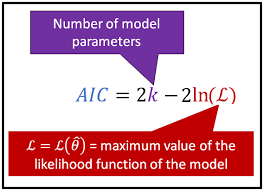 Number of model
parameters
AIC = 2k − 2ln(ℒ)
ℒ = ℒ(θ̂) = maximum value of the
likelihood function of the model